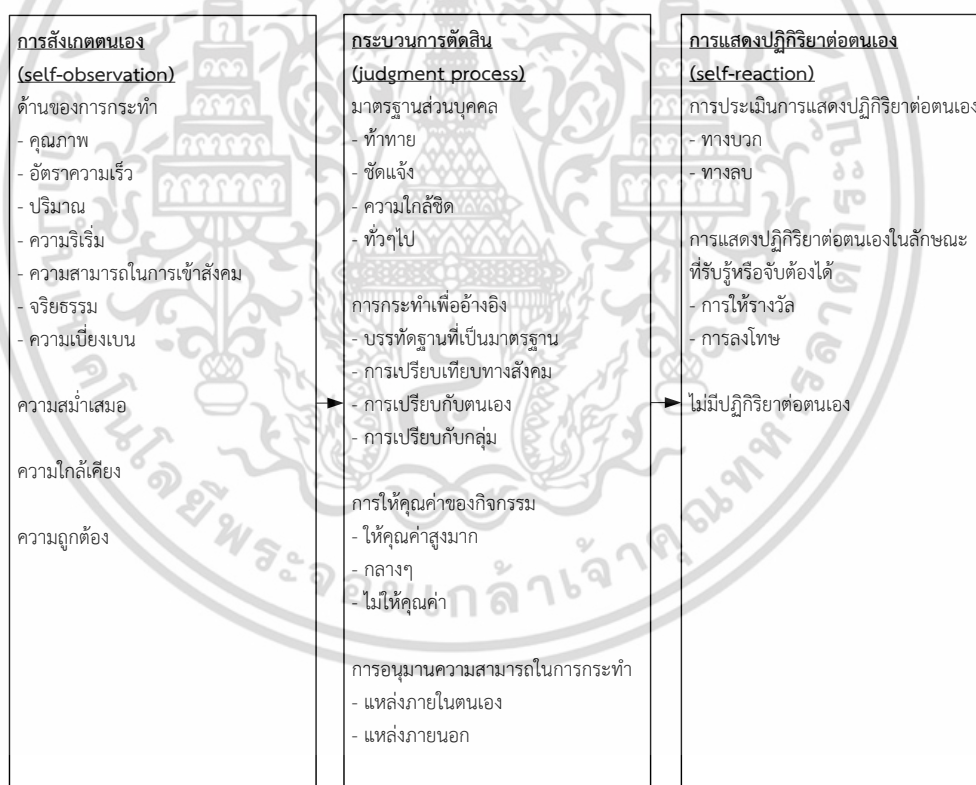 การสังเกตตนเอง
(self-observation)
ด้านของการกระทำ
- คุณภาพ
- อัตราความเร็ว
- ปริมาณ
- ความริเริ่ม
- ความสามารถในการเข้าสังคม
- จริยธรรม
- ความเบี่ยงเบน
ความสม่ำเสมอ
ความใกล้เคียง
ความถูกต้อง
กระบวนการตัดสิน
(judgment process)
มาตรฐานส่วนบุคคล
- ท้าทาย
- ชัดแจ้ง
- ความใกล้ชิด
- ทั่วๆไป
การกระทำเพื่ออ้างอิง
- บรรทัดฐานที่เป็นมาตรฐาน
- การเปรียบเทียบทางสังคม
- การเปรียบกับตนเอง
- การเปรียบกับกลุ่ม
การให้คุณค่าของกิจกรรม
- ให้คุณค่าสูงมาก
- กลางๆ
- ไม่ให้คุณค่า
การอนุมานความสามารถในการกระทำ
- แหล่งภายในตนเอง
- แหล่งภายนอก
การแสดงปฏิกิริยาต่อตนเอง
(self-reaction)
การประเมินการแสดงปฏิกิริยาต่อตนเอง
- ทางบวก
- ทางลบ
การแสดงปฏิกิริยาต่อตนเองในลักษณะ
ที่รับรู้หรือจับต้องได้
- การให้รางวัล
- การลงโทษ
ไม่มีปฏิกิริยาต่อตนเอง